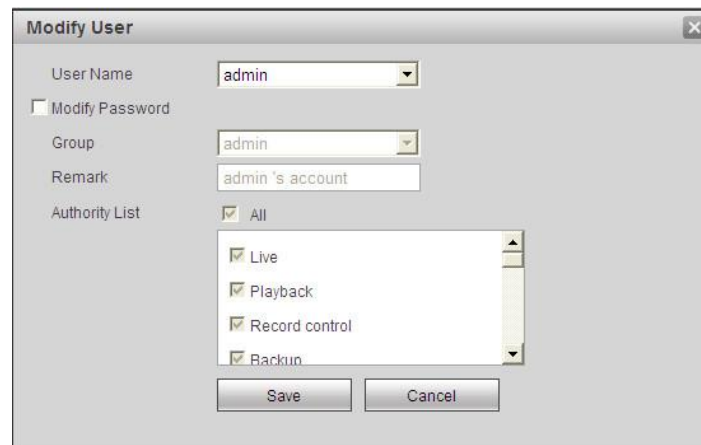 Modify User
User Name admin
Modify Password
Group admin
Remark admin 's account
Authority List All
Live
Playback
Record control
Backup
Save Cancel